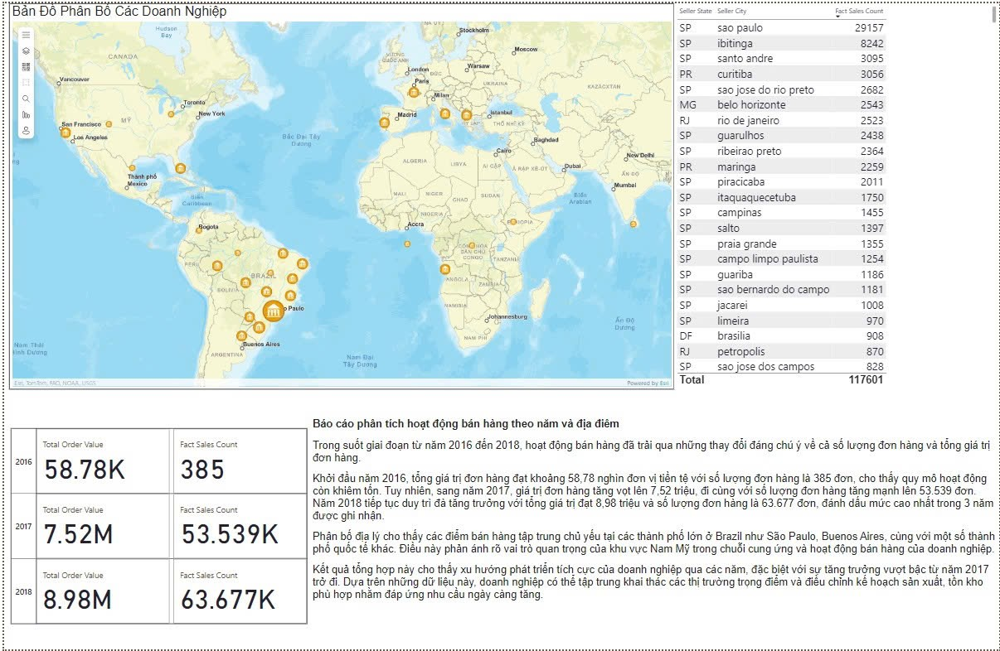 Bản Đồ Phân Bố Các Doanh Nghiệp
Hudson
Bay
CANADA
Vancouver
Toronto
New York
San Francisco
MỸ
Los Angeles
Thành phố
Mexico
Biển
Caribbean
Bắc Đại Tây
Dương
Bogota
PERU
BRAZIL
BOLIVIA
Paulo
Buenos Aires
ARGENTINA
Nam Thái
Bình Dương
Nam Đại
Tây Dương
Stockholm
Moscow
VƯƠNG
QUỐC ANH
London
ĐỨC
Warsaw
Paris
UKRAINA
Milan
KAZACXTAN
Madrid
Istanbul
HY LẠP
THỔ NHĨ KỲ
Baghdad
Cairo
New Delhi
ALGERIA
LIBYA
AI CẬP
Ả RẬP XÊ-ÚT
Dubai
ẤN ĐỘ
Mumbai
MALI
NIGER
CHAD
SUDAN
Biển
Arabian
NIGERIA
Accra
ETHIOPIA
CỘNG HÒA
DÂN CHỦ
CONGO
TANZANIA
ANGOLA
ZAMBIA
NAMIBIA
Johannesburg
NAM PHI
Ấn Độ
Dương
Esri, TomTom, FAO, NOAA, USGS
Powered by Esri
Seller State Seller City Fact Sales Count
SP sao paulo 29157
SP ibitinga 8242
SP santo andre 3095
PR curitiba 3056
SP sao jose do rio preto 2682
MG belo horizonte 2543
RJ rio de janeiro 2523
SP guarulhos 2438
SP ribeirao preto 2364
PR maringa 2259
SP piracicaba 2011
SP itaquaquecetuba 1750
SP campinas 1455
SP salto 1397
SP praia grande 1355
SP campo limpo paulista 1254
SP guariba 1186
SP sao bernardo do campo 1181
SP jacarei 1008
SP limeira 970
DF brasilia 908
RJ petropolis 870
SP sao jose dos campos 828
Total 117601
2016
Total Order Value
58.78K
Fact Sales Count
385
2017
Total Order Value
7.52M
Fact Sales Count
53.539K
2018
Total Order Value
8.98M
Fact Sales Count
63.677K
Báo cáo phân tích hoạt động bán hàng theo năm và địa điểm
Trong suốt giai đoạn từ năm 2016 đến 2018, hoạt động bán hàng đã trải qua những thay đổi đáng chú ý về cả số lượng đơn hàng và tổng giá trị
đơn hàng.
Khởi đầu năm 2016, tổng giá trị đơn hàng đạt khoảng 58,78 nghìn đơn vị tiền tệ với số lượng đơn hàng là 385 đơn, cho thấy quy mô hoạt động
còn khiêm tốn. Tuy nhiên, sang năm 2017, giá trị đơn hàng tăng vọt lên 7,52 triệu, đi cùng với số lượng đơn hàng tăng mạnh lên 53.539 đơn.
Năm 2018 tiếp tục duy trì đà tăng trưởng với tổng giá trị đạt 8,98 triệu và số lượng đơn hàng là 63.677 đơn, đánh dấu mức cao nhất trong 3 năm
được ghi nhận.
Phân bố địa lý cho thấy các điểm bán hàng tập trung chủ yếu tại các thành phố lớn ở Brazil như São Paulo, Buenos Aires, cùng với một số thành
phố quốc tế khác. Điều này phản ánh rõ vai trò quan trọng của khu vực Nam Mỹ trong chuỗi cung ứng và hoạt động bán hàng của doanh nghiệp.
Kết quả tổng hợp này cho thấy xu hướng phát triển tích cực của doanh nghiệp qua các năm, đặc biệt với sự tăng trưởng vượt bậc từ năm 2017
trở đi. Dựa trên những dữ liệu này, doanh nghiệp có thể tập trung khai thác các thị trường trọng điểm và điều chỉnh kế hoạch sản xuất, tồn kho
phù hợp nhằm đáp ứng nhu cầu ngày càng tăng.